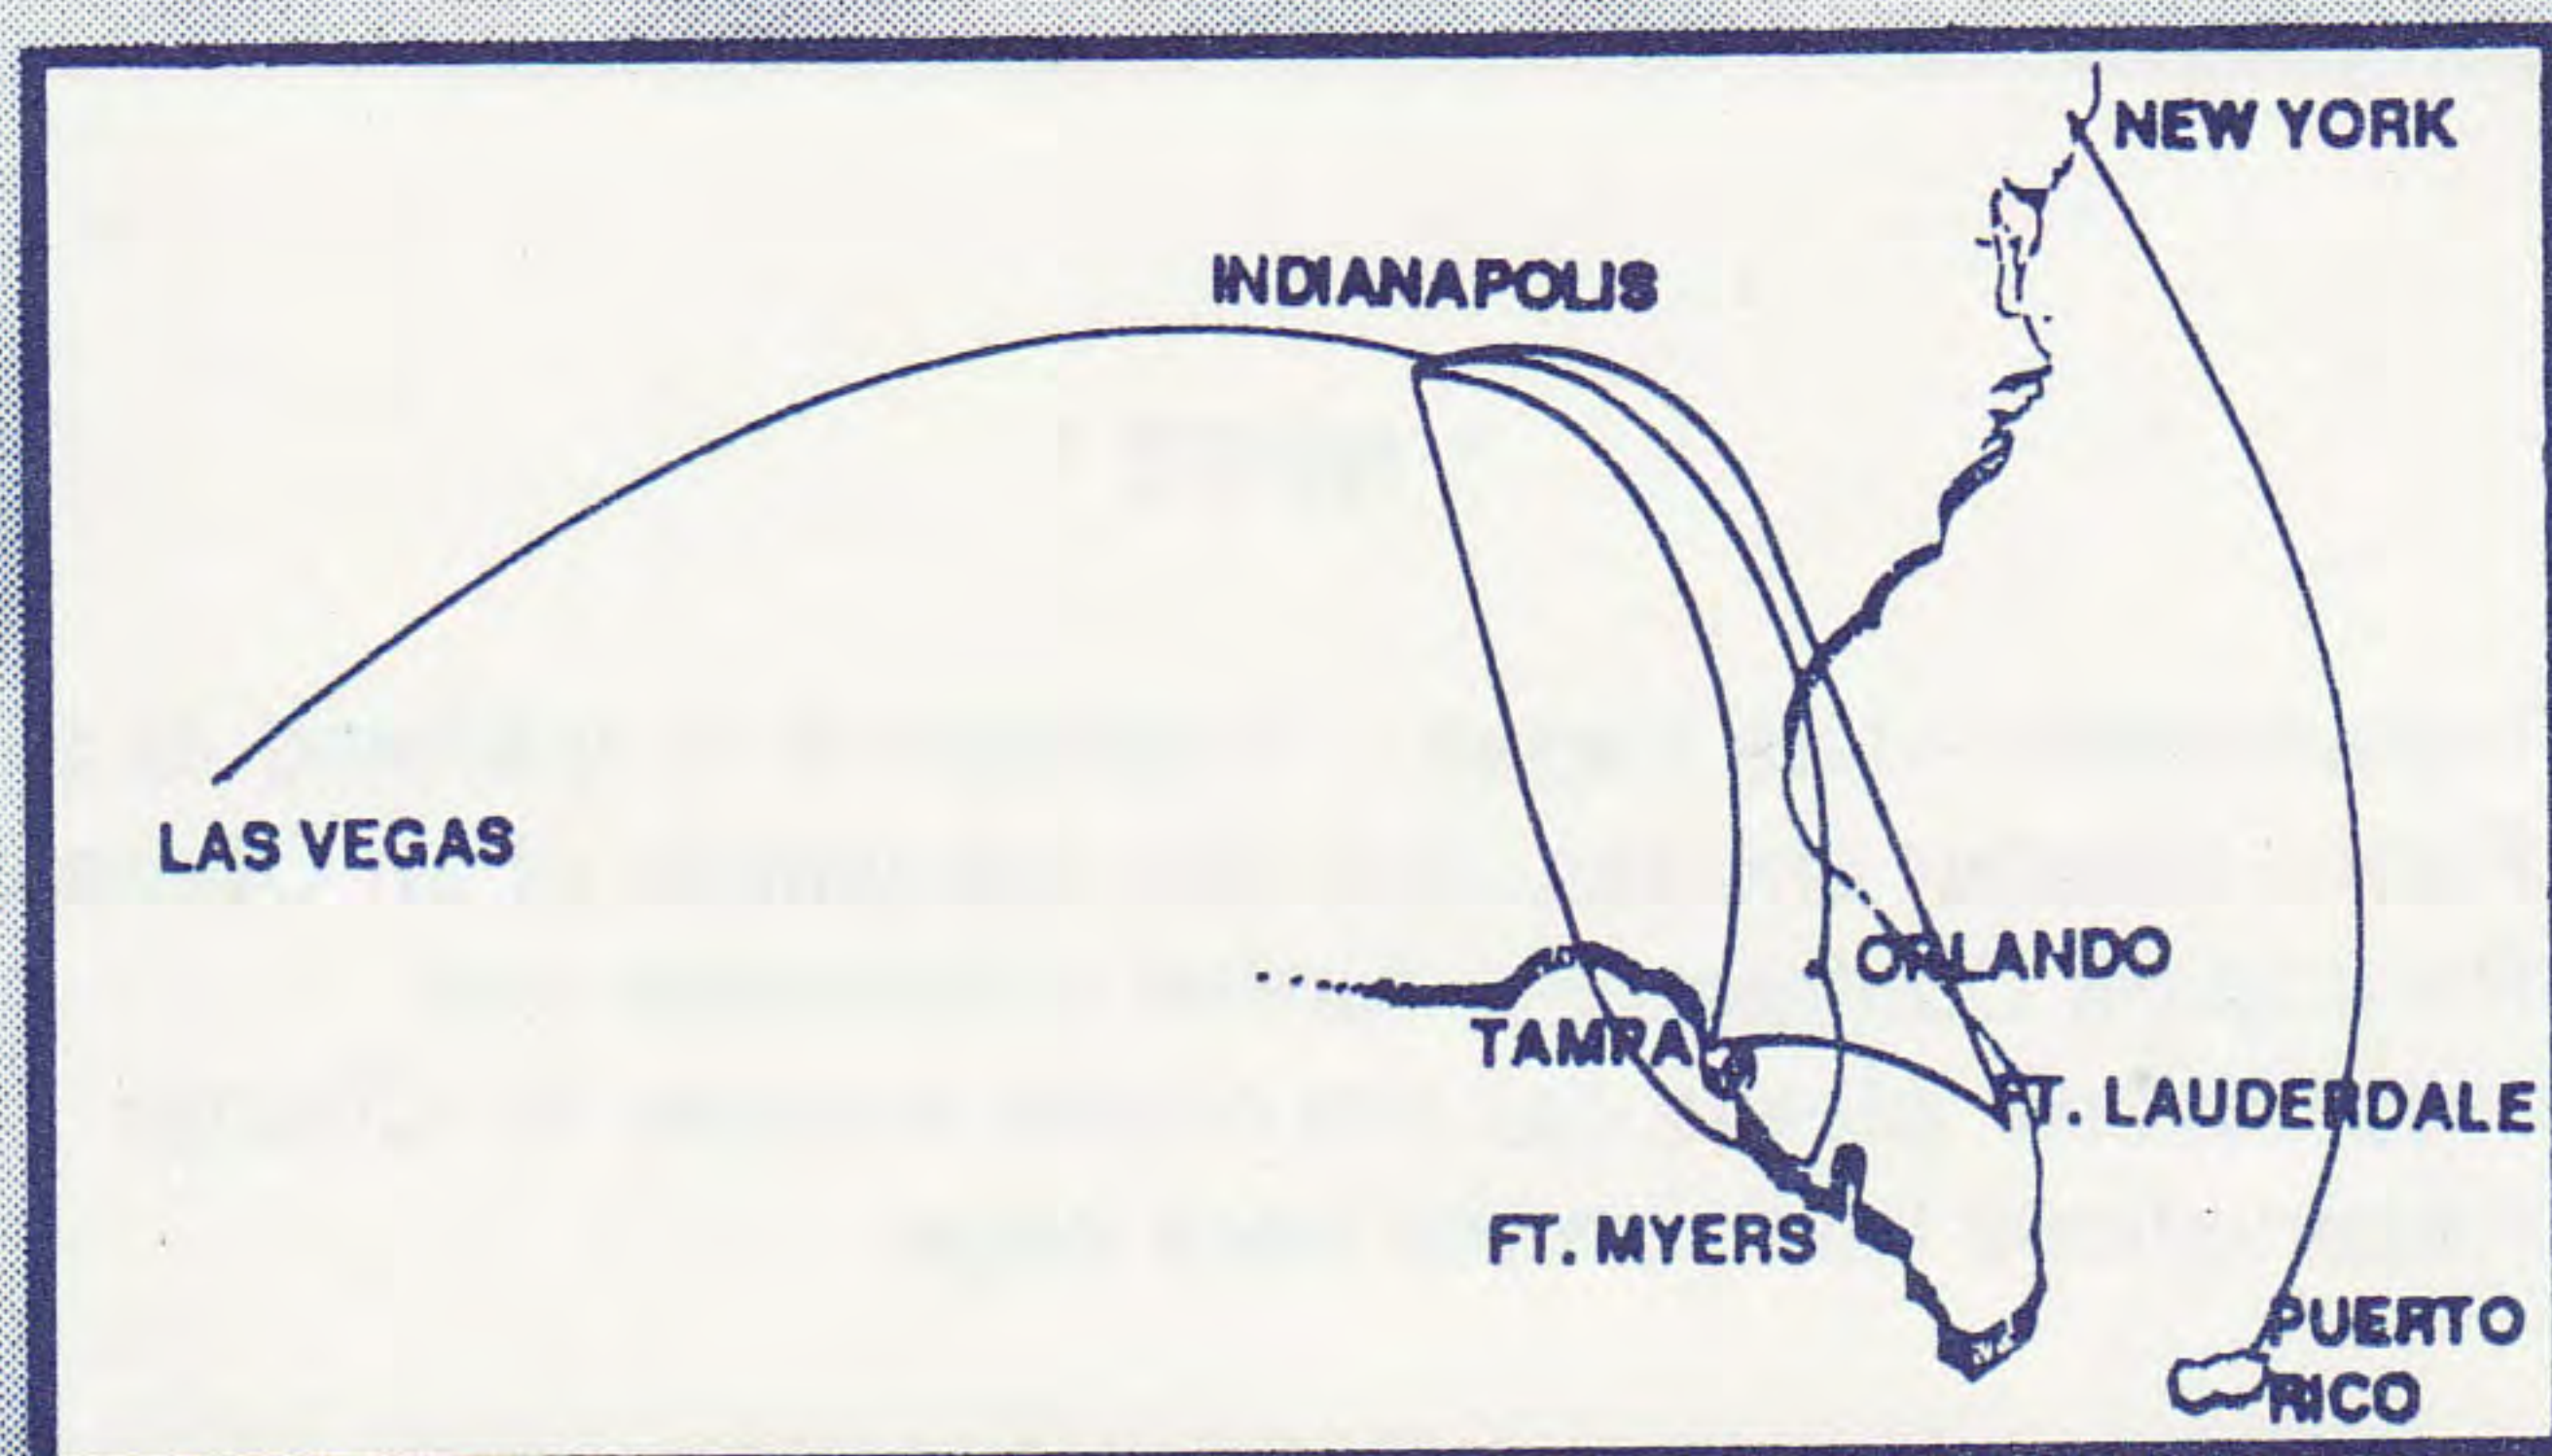 NEW YORK
INDIANAPOLIS
LAS VEGAS
ORLANDO
TAMPA
FT. LAUDERDALE
FT. MYERS
PUERTO
RICO